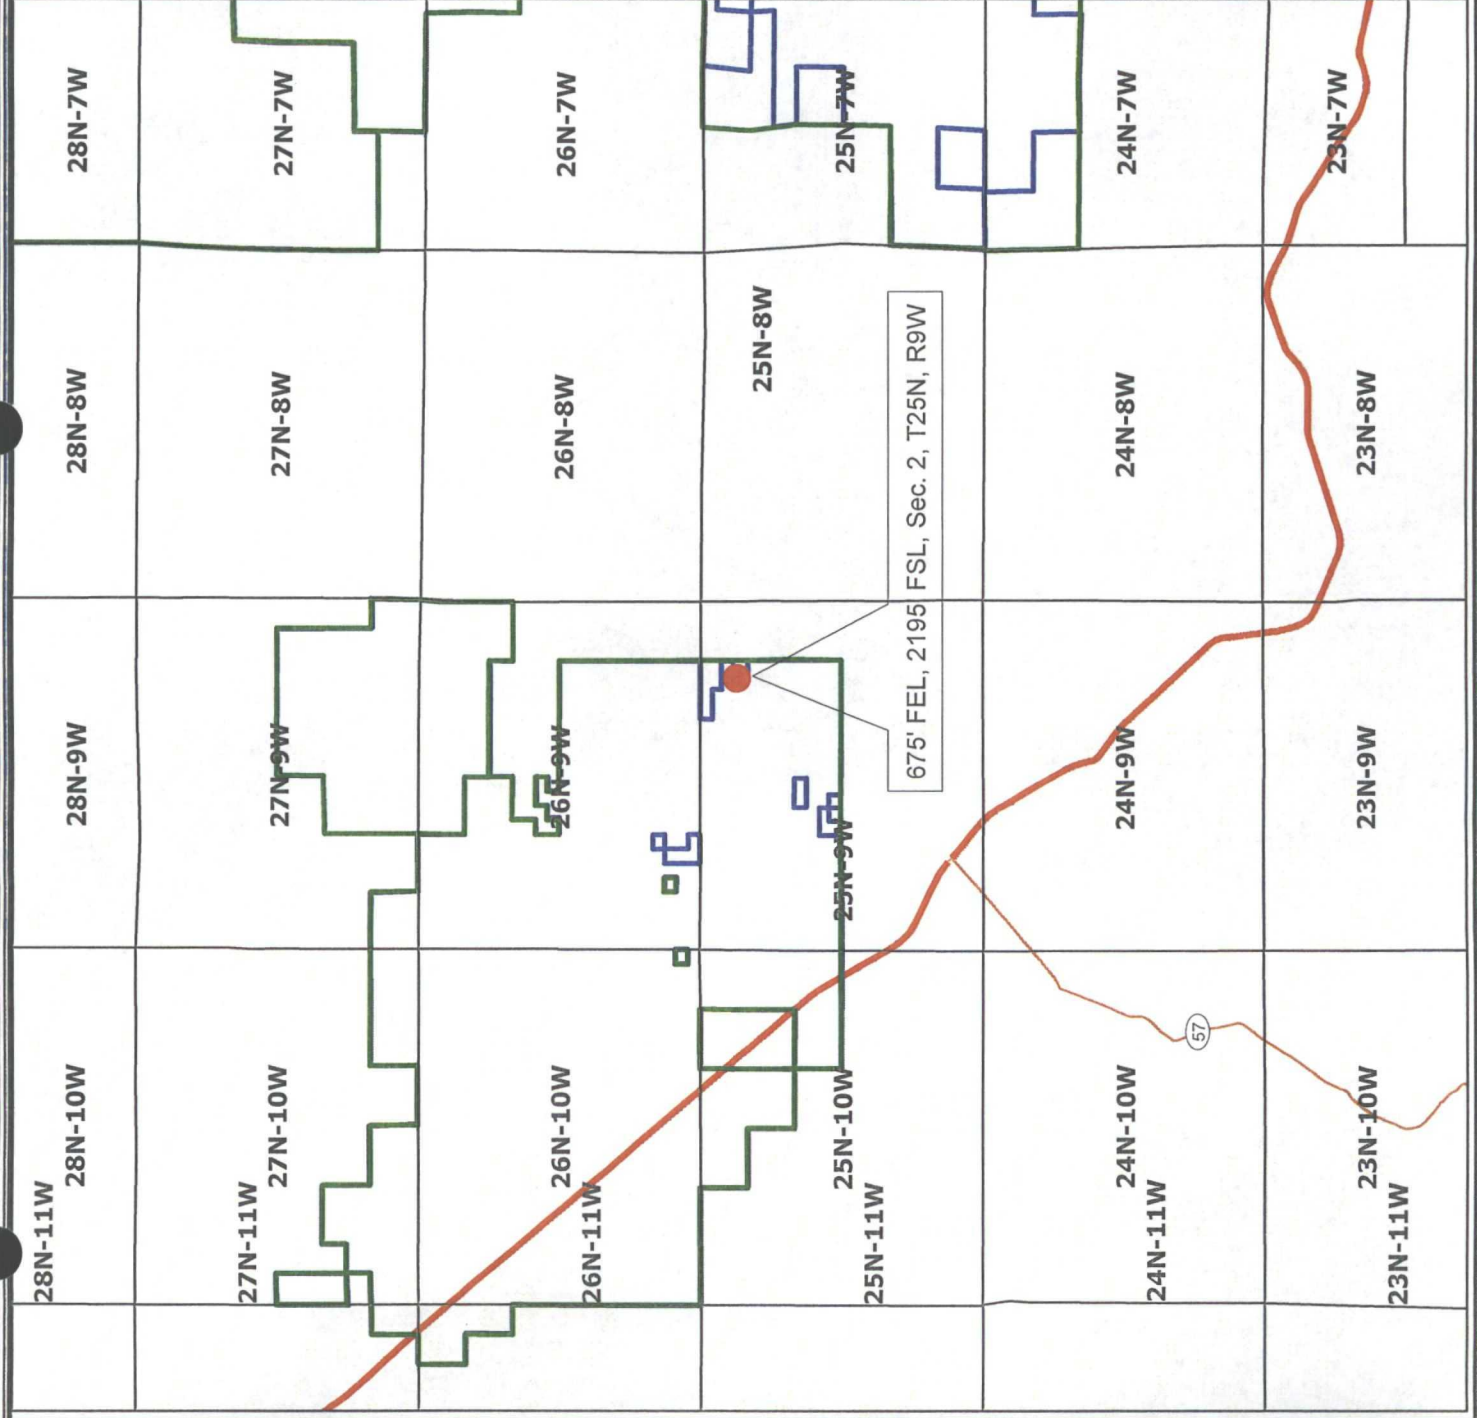 28N-11W
28N-10W
28N-9W
28N-8W
28N-7W
27N-11W
27N-10W
27N-9W
27N-8W
27N-7W
26N-11W
26N-10W
26N-9W
26N-8W
26N-7W
25N-11W
25N-10W
25N-9W
25N-8W
25N-7W
675' FEL, 2195' FSL, Sec. 2, T25N, R9W
24N-11W
24N-10W
24N-9W
24N-8W
24N-7W
57
23N-11W
23N-10W
23N-9W
23N-8W
23N-7W